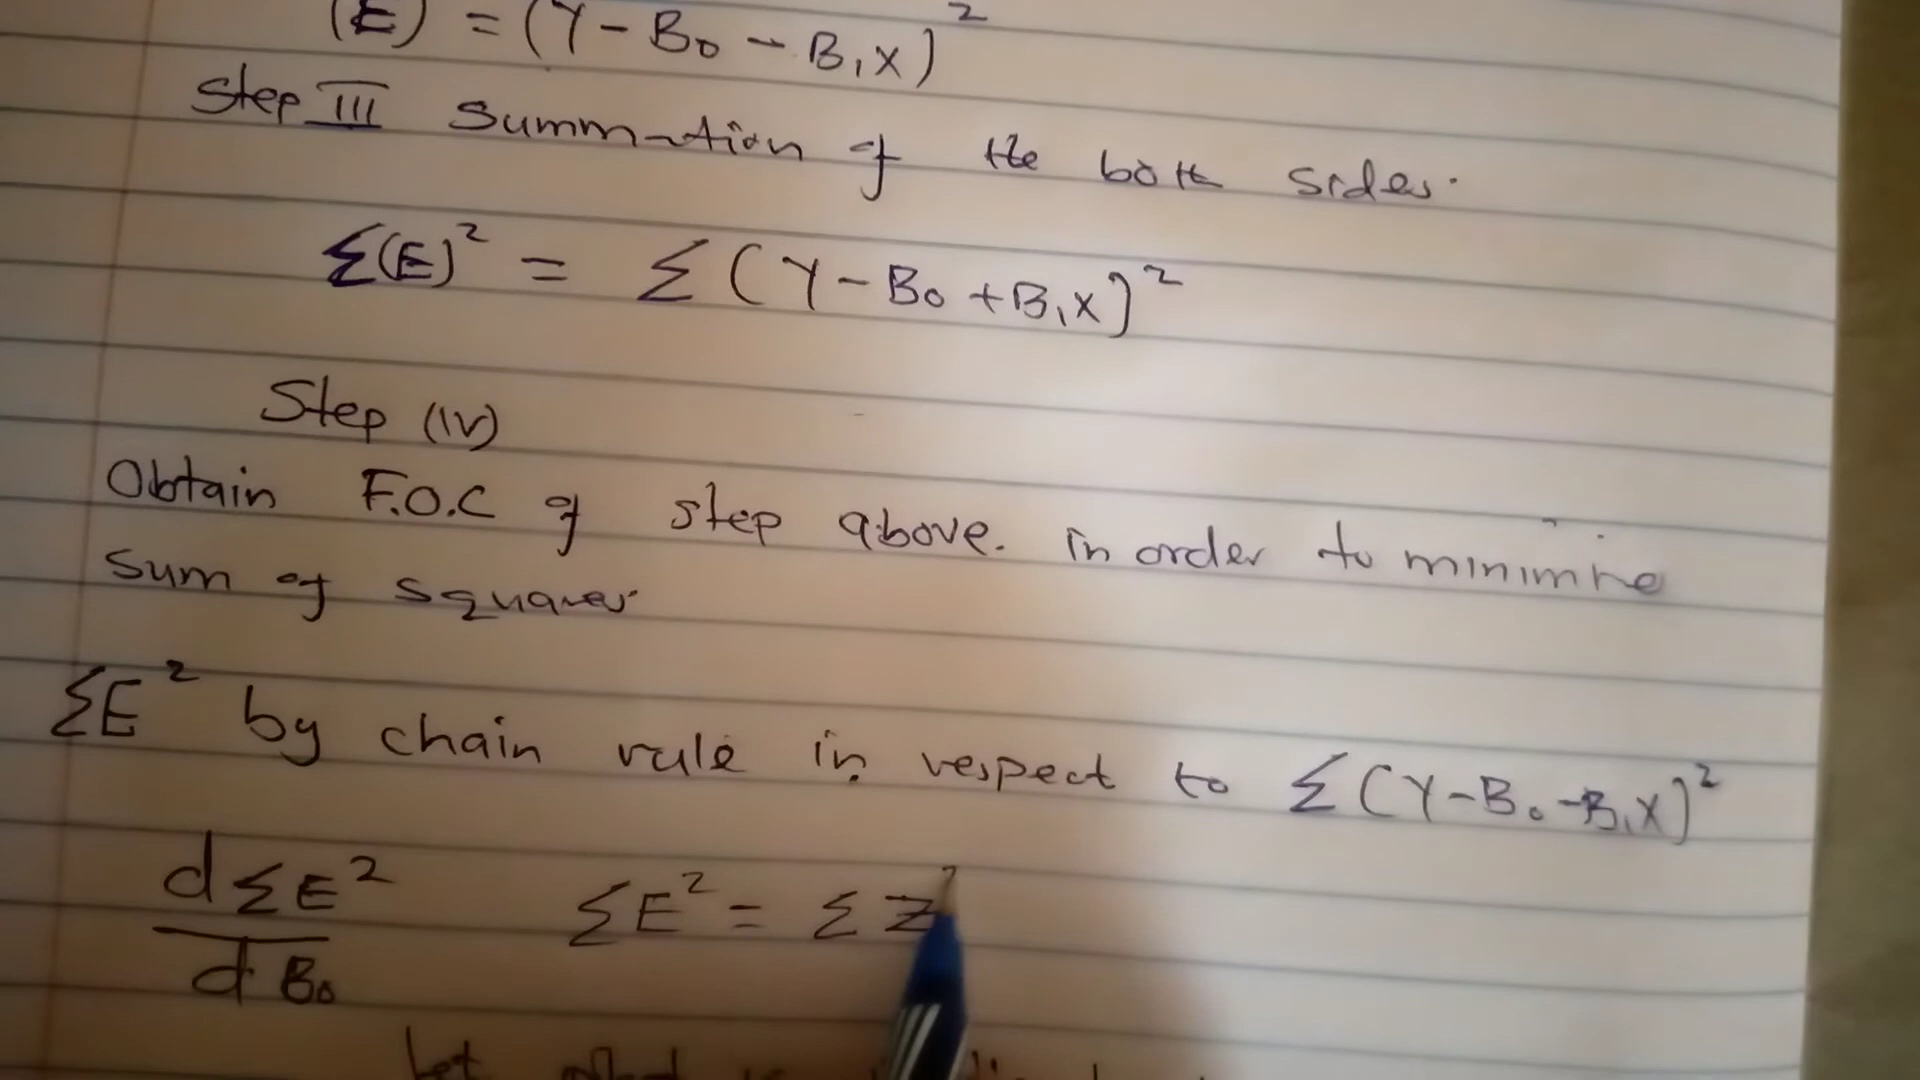 (E) = (Y - B₀ - B₁X)²
Step III Summation of the both sides.
Σ(E)² = Σ(Y - B₀ + B₁X)²
Step (IV)
Obtain F.O.C of step above. in order to minimize
sum of squares
ΣE² by chain rule in respect to Σ(Y-B₀-B₁X)²
dΣE² ΣE² = ΣZ²
dB₀
let